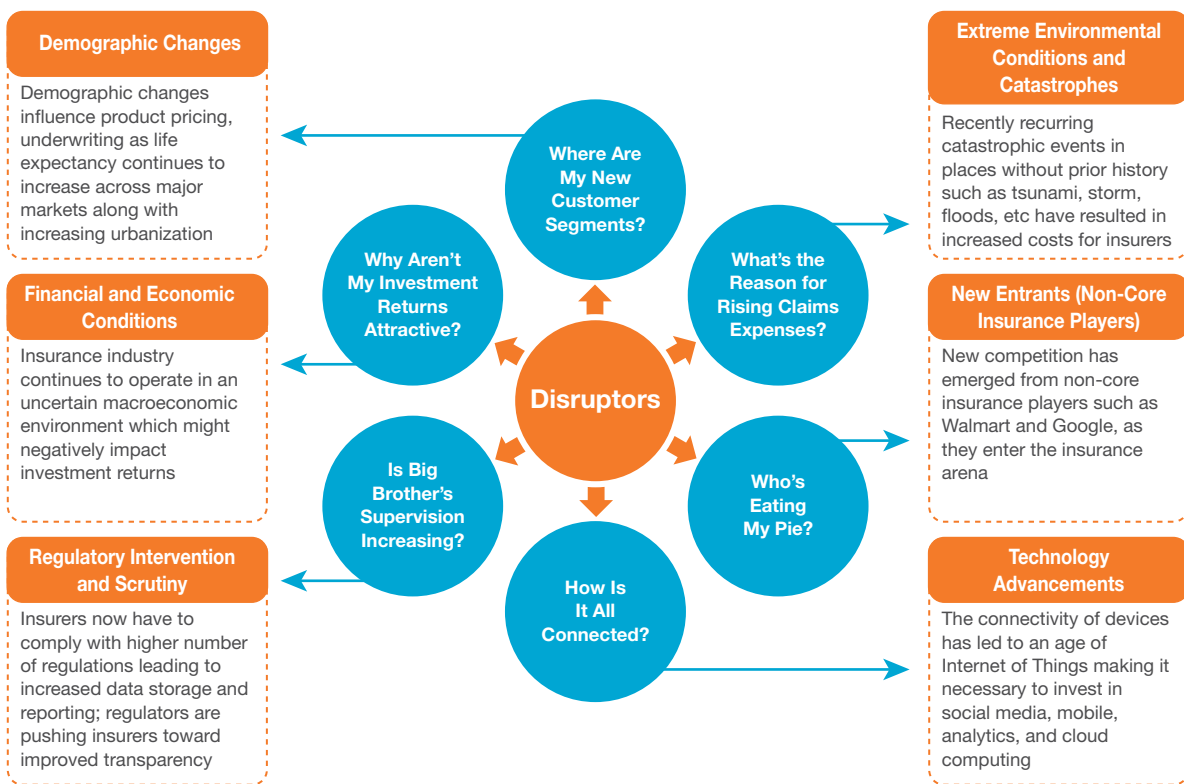 Demographic Changes
Demographic changes
influence product pricing,
underwriting as life
expectancy continues to
increase across major
markets along with
increasing urbanization
Financial and Economic
Conditions
Insurance industry
continues to operate in an
uncertain macroeconomic
environment which might
negatively impact
investment returns
Regulatory Intervention
and Scrutiny
Insurers now have to
comply with higher number
of regulations leading to
increased data storage and
reporting; regulators are
pushing insurers toward
improved transparency
Where Are
My New
Customer
Segments?
Why Aren't
My Investment
Returns
Attractive?
What's the
Reason for
Rising Claims
Expenses?
Disruptors
Is Big
Brother's
Supervision
Increasing?
Who's
Eating
My Pie?
How Is
It All
Connected?
Extreme Environmental
Conditions and
Catastrophes
Recently recurring
catastrophic events in
places without prior history
such as tsunami, storm,
floods, etc have resulted in
increased costs for insurers
New Entrants (Non-Core
Insurance Players)
New competition has
emerged from non-core
insurance players such as
Walmart and Google, as
they enter the insurance
arena
Technology
Advancements
The connectivity of devices
has led to an age of
Internet of Things making it
necessary to invest in
social media, mobile,
analytics, and cloud
computing